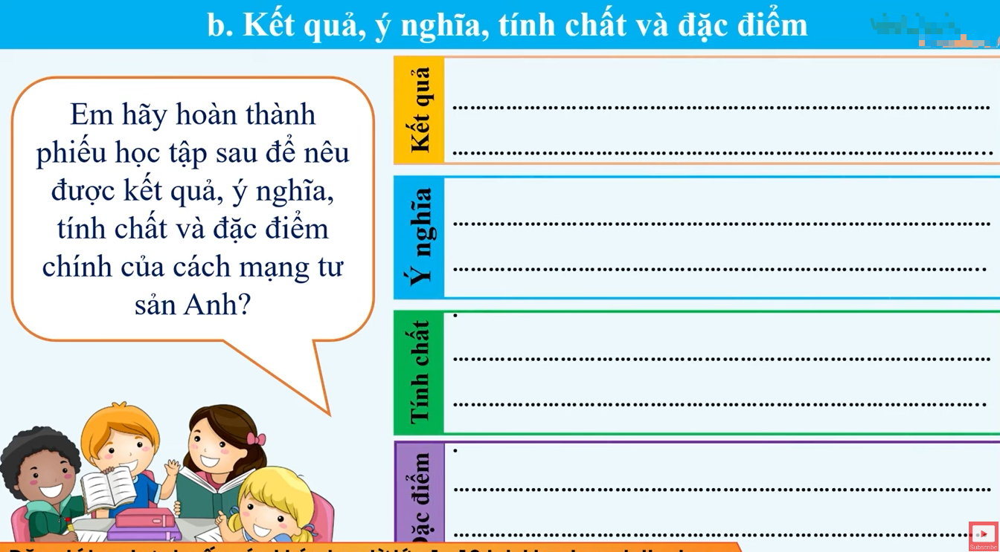 b. Kết quả, ý nghĩa, tính chất và đặc điểm
Em hãy hoàn thành
phiếu học tập sau để nêu
được kết quả, ý nghĩa,
tính chất và đặc điểm
chính của cách mạng tư
sản Anh?
Kết quả
Ý nghĩa
Tính chất
Đặc điểm
Subscribe